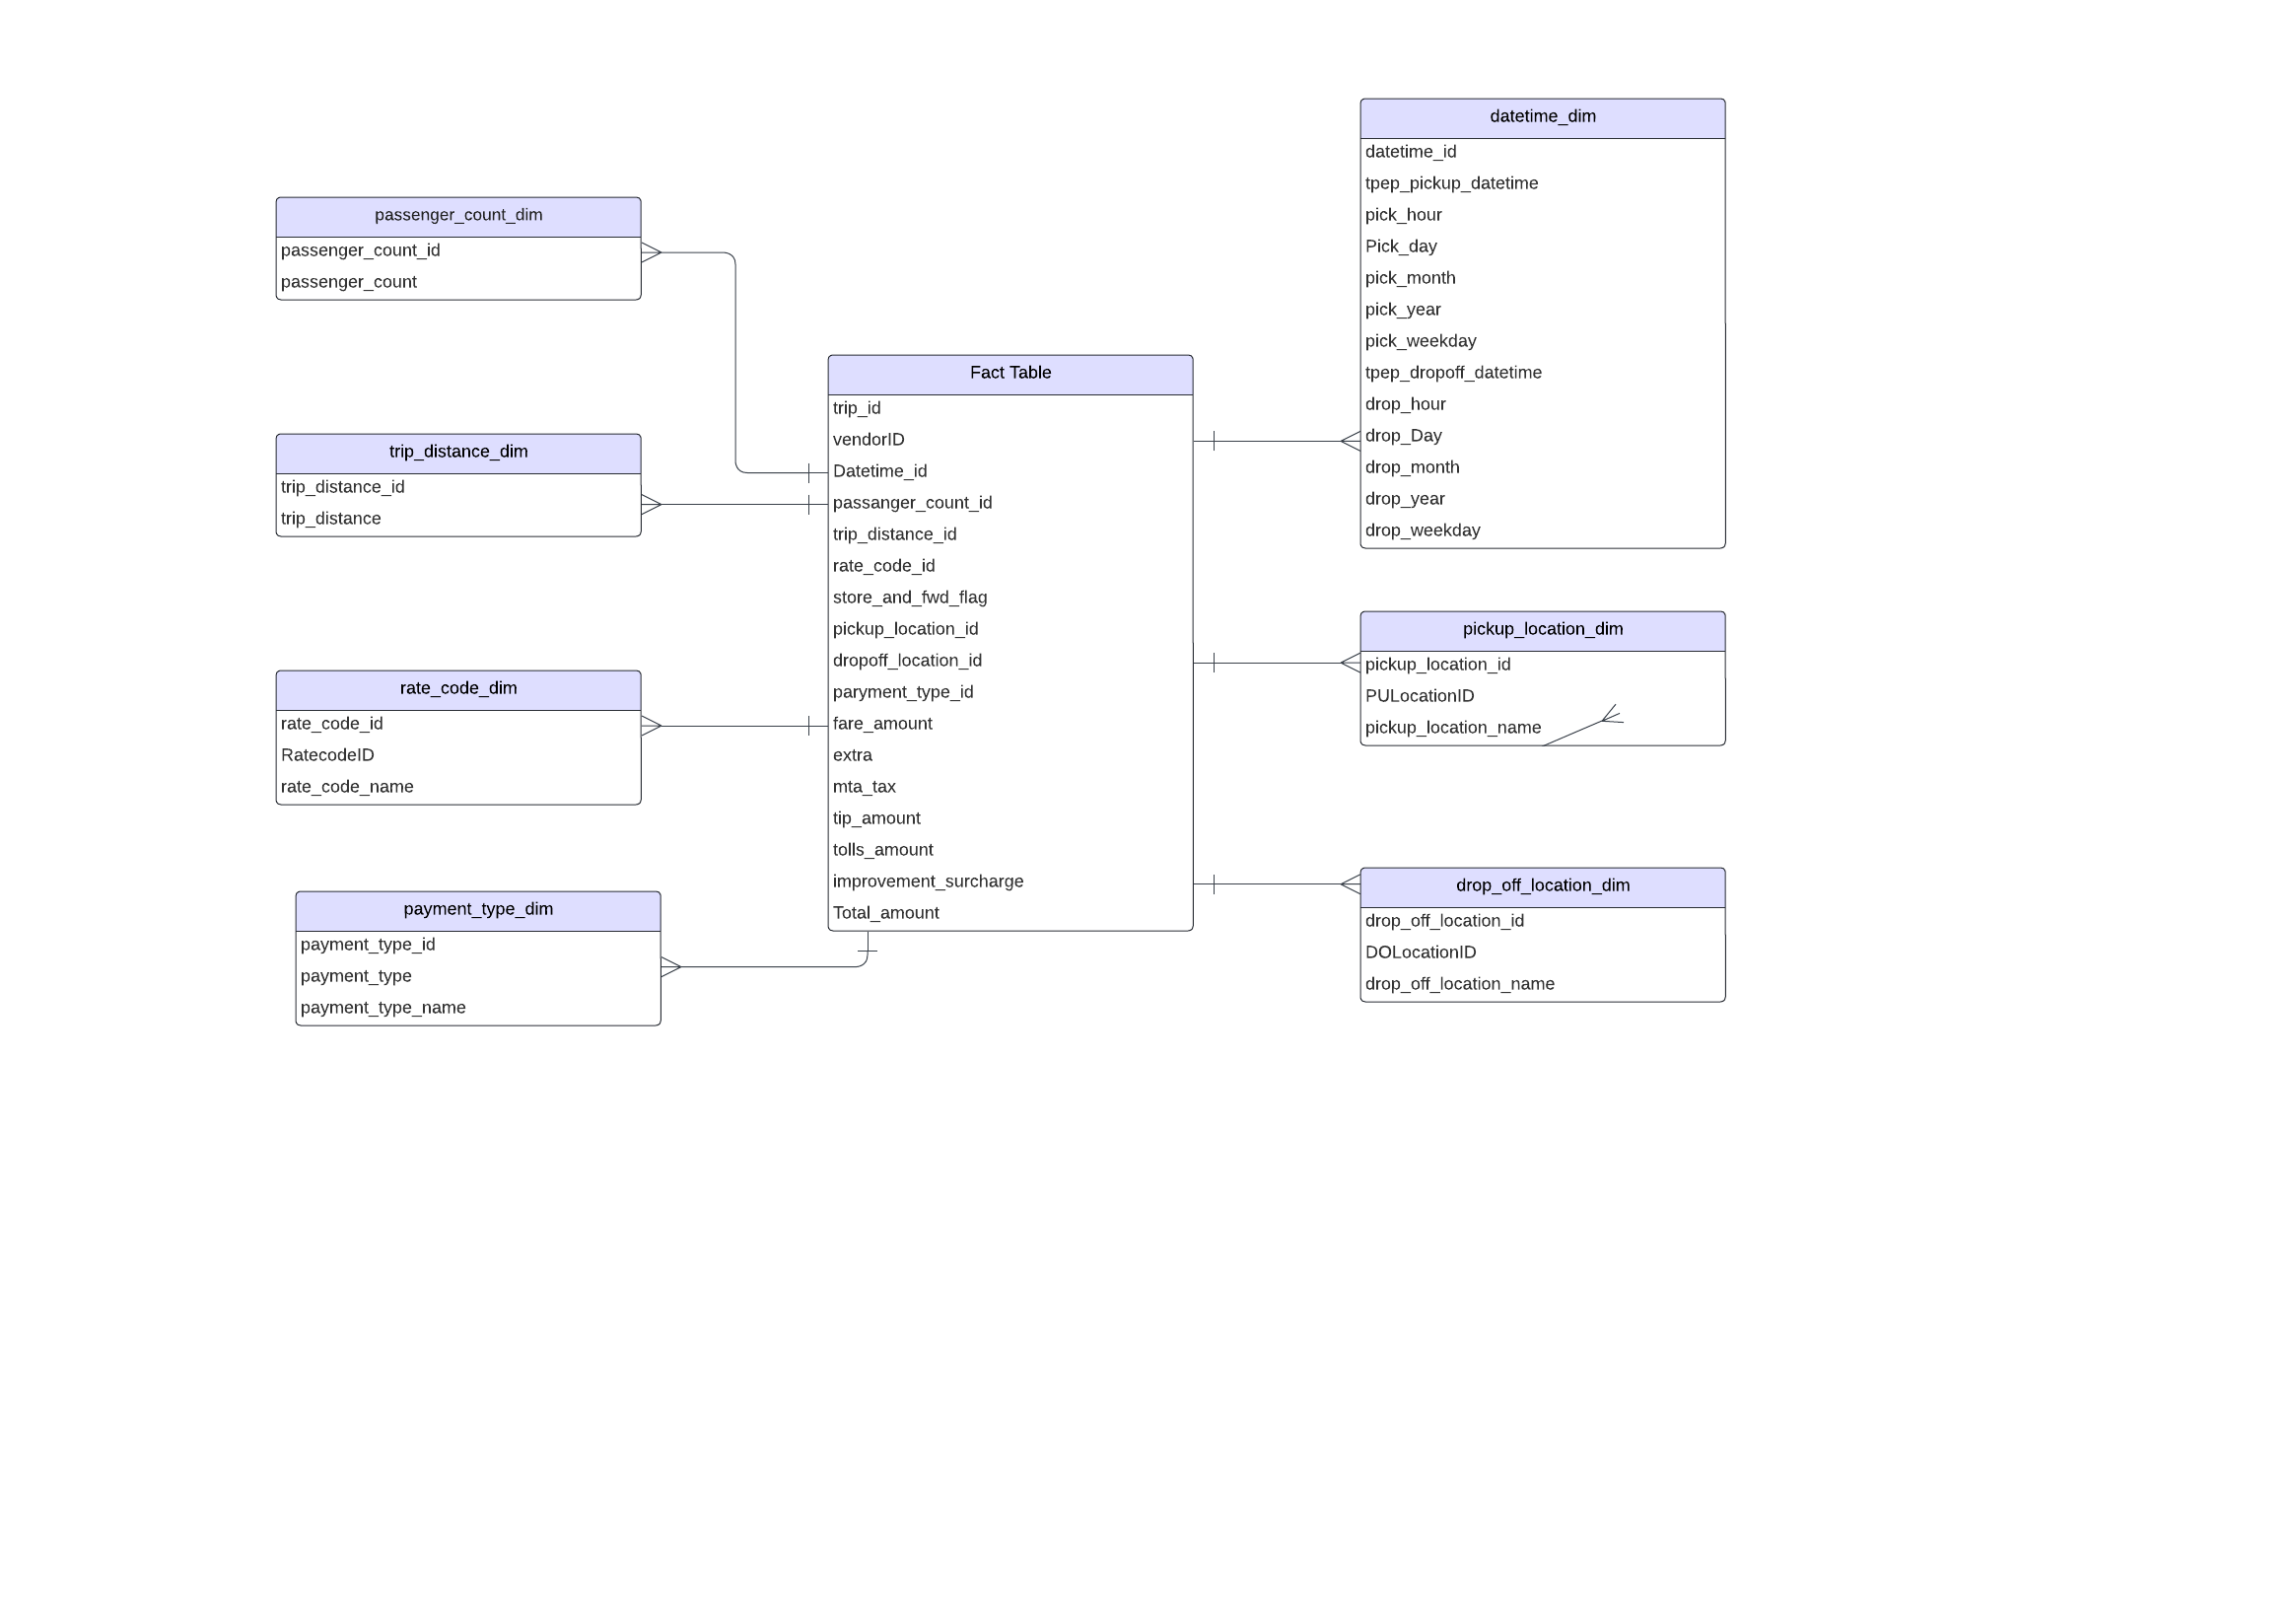 passenger_count_dim
passenger_count_id
passenger_count
trip_distance_dim
trip_distance_id
trip_distance
rate_code_dim
rate_code_id
RatecodeID
rate_code_name
payment_type_dim
payment_type_id
payment_type
payment_type_name
Fact Table
trip_id
vendorID
Datetime_id
passanger_count_id
trip_distance_id
rate_code_id
store_and_fwd_flag
pickup_location_id
dropoff_location_id
paryment_type_id
fare_amount
extra
mta_tax
tip_amount
tolls_amount
improvement_surcharge
Total_amount
datetime_dim
datetime_id
tpep_pickup_datetime
pick_hour
Pick_day
pick_month
pick_year
pick_weekday
tpep_dropoff_datetime
drop_hour
drop_Day
drop_month
drop_year
drop_weekday
pickup_location_dim
pickup_location_id
PULocationID
pickup_location_name
drop_off_location_dim
drop_off_location_id
DOLocationID
drop_off_location_name